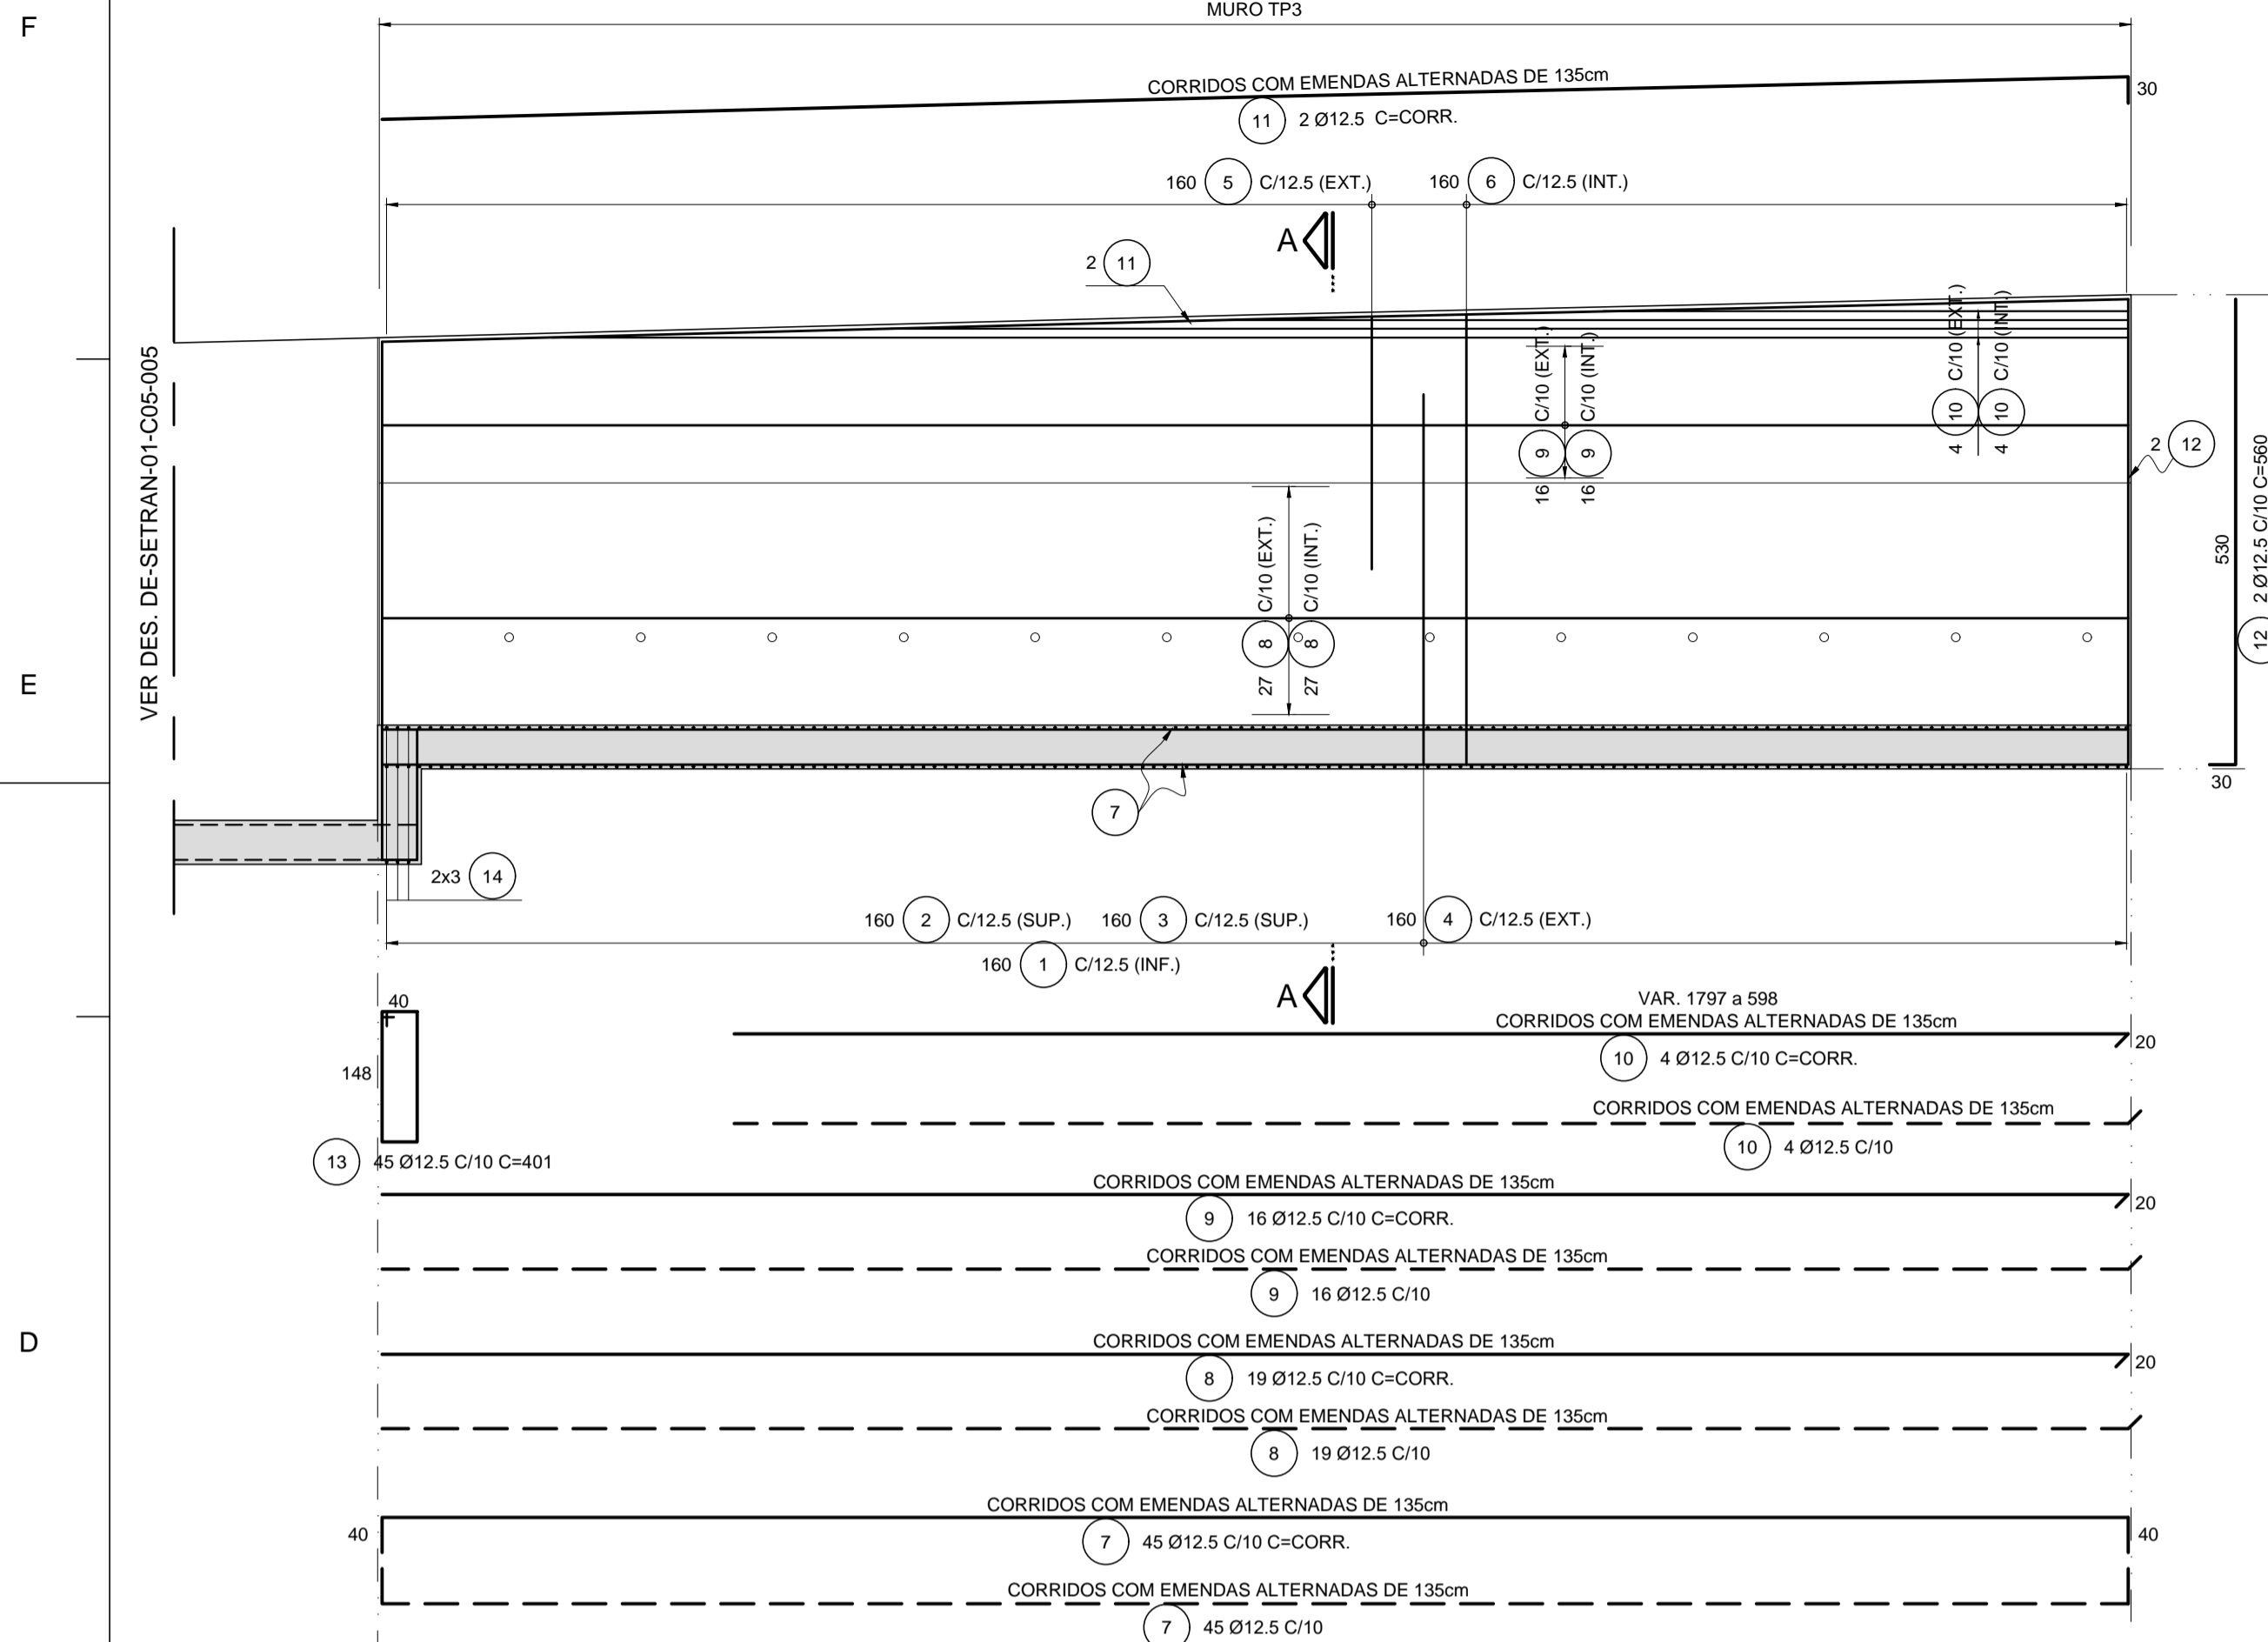 F
MURO TP3
CORRIDOS COM EMENDAS ALTERNADAS DE 135cm
30
11 2 Ø12.5 C=CORR.
160 5 C/12.5 (EXT.) 160 6 C/12.5 (INT.)
A
2 11
4 10 C/10 (EXT.)
4 10 C/10 (INT.)
16 9 C/10 (EXT.)
16 9 C/10 (INT.)
2 12
VER DES. DE-SETRAN-01-C05-005
27 8 C/10 (EXT.)
27 8 C/10 (INT.)
530
12 2 Ø12.5 C/10 C=560
E
30
7
2x3 14
160 2 C/12.5 (SUP.) 160 3 C/12.5 (SUP.) 160 4 C/12.5 (EXT.)
160 1 C/12.5 (INF.)
A
40
148
13 45 Ø12.5 C/10 C=401
VAR. 1797 a 598
CORRIDOS COM EMENDAS ALTERNADAS DE 135cm
20
10 4 Ø12.5 C/10 C=CORR.
CORRIDOS COM EMENDAS ALTERNADAS DE 135cm
10 4 Ø12.5 C/10
CORRIDOS COM EMENDAS ALTERNADAS DE 135cm
20
9 16 Ø12.5 C/10 C=CORR.
CORRIDOS COM EMENDAS ALTERNADAS DE 135cm
9 16 Ø12.5 C/10
D
CORRIDOS COM EMENDAS ALTERNADAS DE 135cm
20
8 19 Ø12.5 C/10 C=CORR.
CORRIDOS COM EMENDAS ALTERNADAS DE 135cm
8 19 Ø12.5 C/10
CORRIDOS COM EMENDAS ALTERNADAS DE 135cm
40 40
7 45 Ø12.5 C/10 C=CORR.
CORRIDOS COM EMENDAS ALTERNADAS DE 135cm
7 45 Ø12.5 C/10